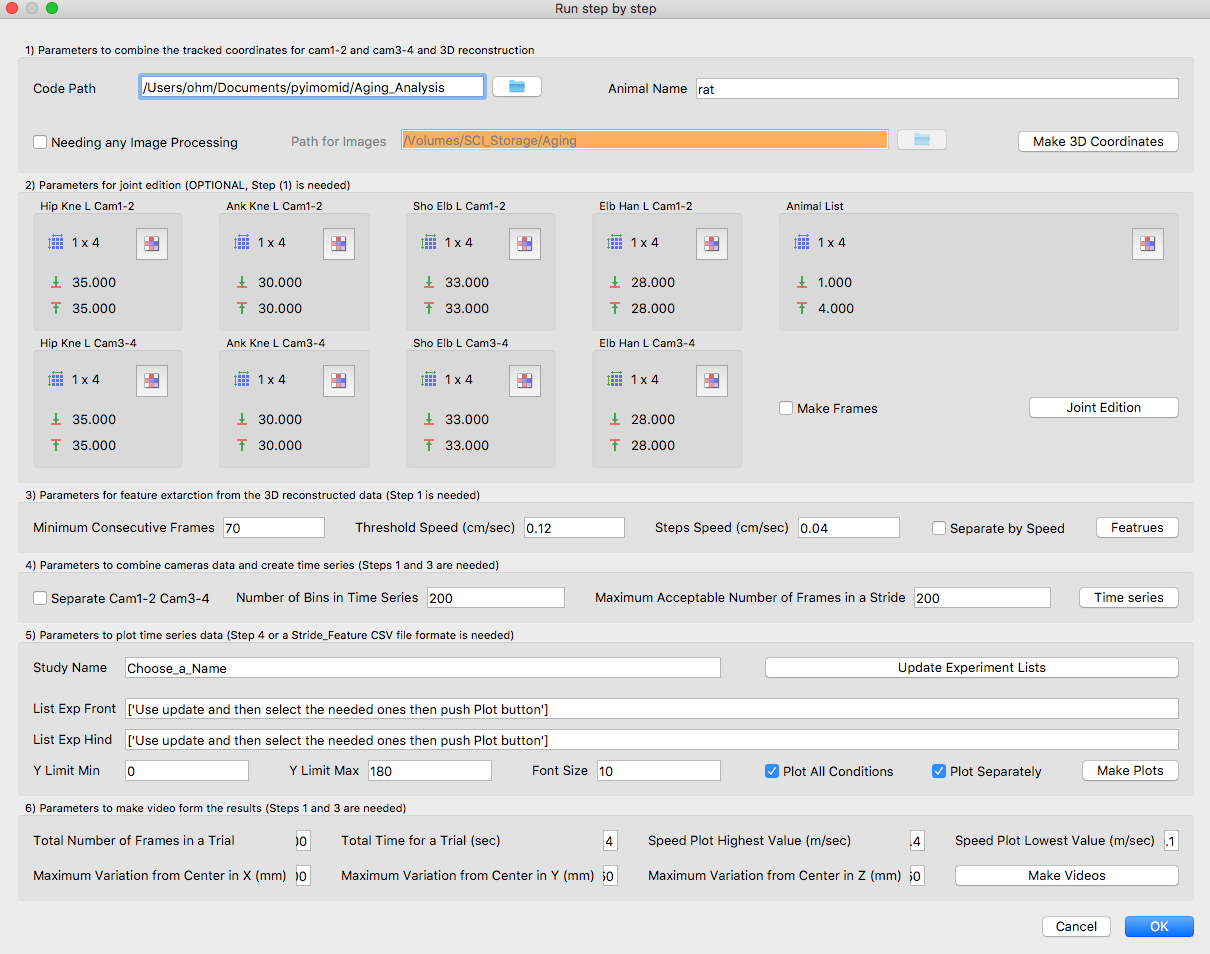 Run step by step
1) Parameters to combine the tracked coordinates for cam1-2 and cam3-4 and 3D reconstruction
Code Path /Users/ohm/Documents/pyimomid/Aging_Analysis Animal Name rat
Needing any Image Processing Path for Images /Volumes/SCI_Storage/Aging Make 3D Coordinates
2) Parameters for joint edition (OPTIONAL, Step (1) is needed)
Hip Kne L Cam1-2 Ank Kne L Cam1-2 Sho Elb L Cam1-2 Elb Han L Cam1-2 Animal List
1 x 4 1 x 4 1 x 4 1 x 4 1 x 4
35.000 30.000 33.000 28.000 1.000
35.000 30.000 33.000 28.000 4.000
Hip Kne L Cam3-4 Ank Kne L Cam3-4 Sho Elb L Cam3-4 Elb Han L Cam3-4
1 x 4 1 x 4 1 x 4 1 x 4
Make Frames Joint Edition
35.000 30.000 33.000 28.000
35.000 30.000 33.000 28.000
3) Parameters for feature extarction from the 3D reconstructed data (Step 1 is needed)
Minimum Consecutive Frames 70 Threshold Speed (cm/sec) 0.12 Steps Speed (cm/sec) 0.04 Separate by Speed Featrues
4) Parameters to combine cameras data and create time series (Steps 1 and 3 are needed)
Separate Cam1-2 Cam3-4 Number of Bins in Time Series 200 Maximum Acceptable Number of Frames in a Stride 200 Time series
5) Parameters to plot time series data (Step 4 or a Stride_Feature CSV file formate is needed)
Study Name Choose_a_Name Update Experiment Lists
List Exp Front ['Use update and then select the needed ones then push Plot button']
List Exp Hind ['Use update and then select the needed ones then push Plot button']
Y Limit Min 0 Y Limit Max 180 Font Size 10 Plot All Conditions Plot Separately Make Plots
6) Parameters to make video form the results (Steps 1 and 3 are needed)
Total Number of Frames in a Trial Total Time for a Trial (sec) 4 Speed Plot Highest Value (m/sec) .4 Speed Plot Lowest Value (m/sec) .1
Maximum Variation from Center in X (mm) Maximum Variation from Center in Y (mm) Maximum Variation from Center in Z (mm) Make Videos
Cancel OK